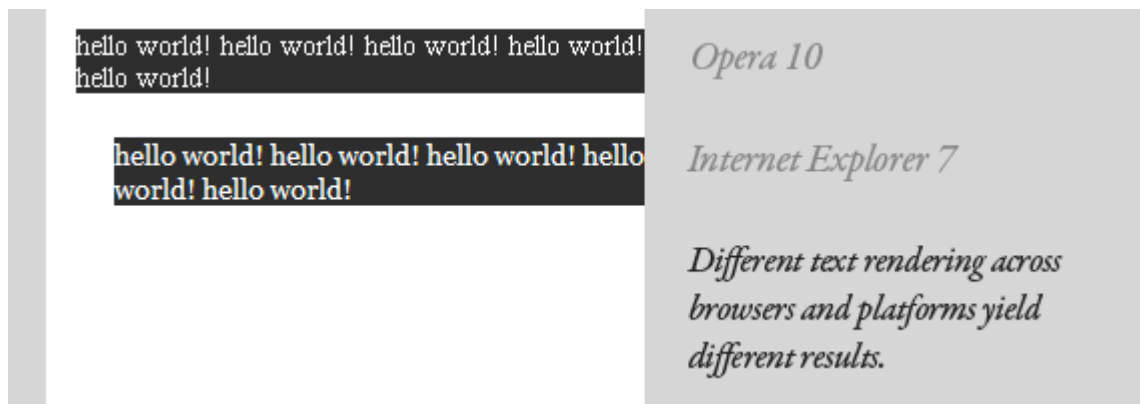 hello world! hello world! hello world! hello world!
hello world!
Opera 10
hello world! hello world! hello world! hello
world! hello world!
Internet Explorer 7
Different text rendering across
browsers and platforms yield
different results.